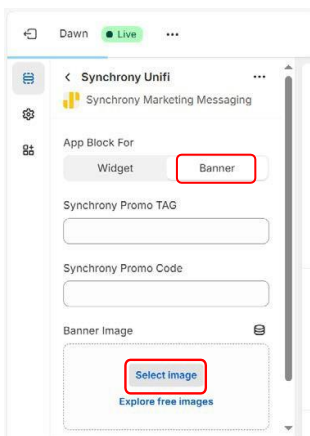 Dawn Live ...
Synchrony Unifi ...
Synchrony Marketing Messaging
App Block For
Widget Banner
Synchrony Promo TAG
Synchrony Promo Code
Banner Image
Select image
Explore free images